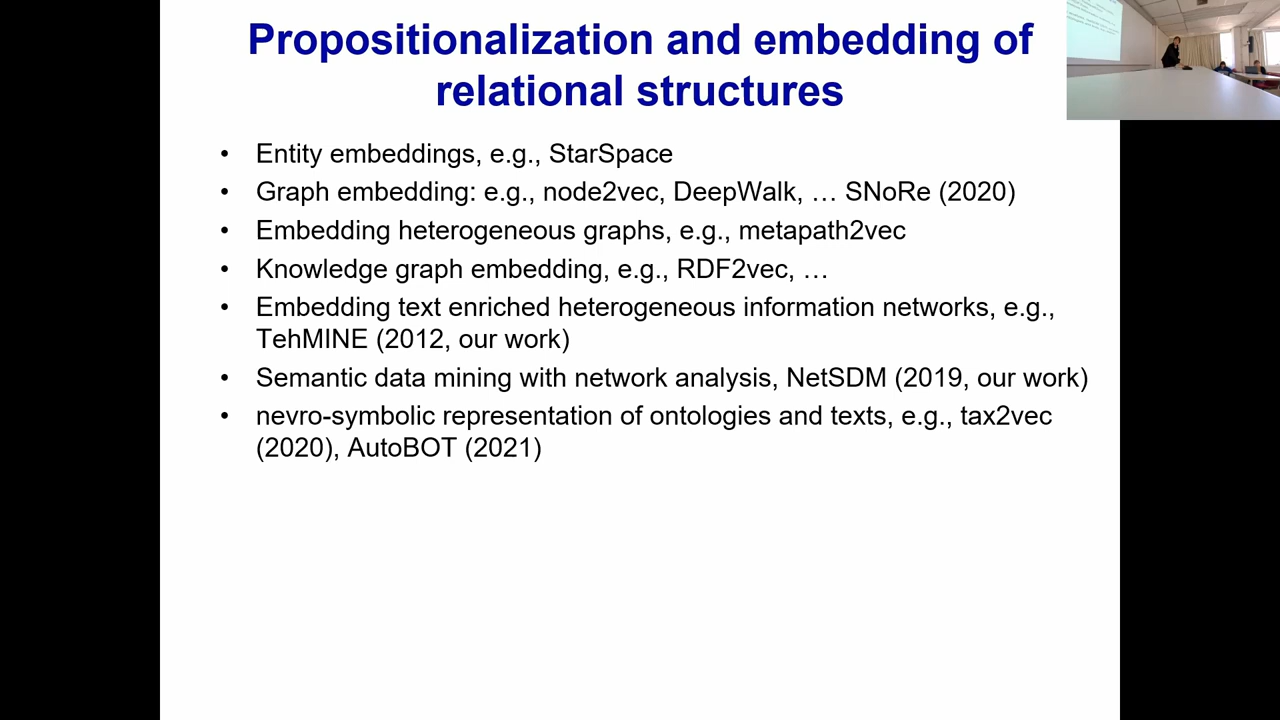 Propositionalization and embedding of
relational structures
• Entity embeddings, e.g., StarSpace
• Graph embedding: e.g., node2vec, DeepWalk, … SNoRe (2020)
• Embedding heterogeneous graphs, e.g., metapath2vec
• Knowledge graph embedding, e.g., RDF2vec, …
• Embedding text enriched heterogeneous information networks, e.g.,
TehMINE (2012, our work)
• Semantic data mining with network analysis, NetSDM (2019, our work)
• nevro-symbolic representation of ontologies and texts, e.g., tax2vec
(2020), AutoBOT (2021)